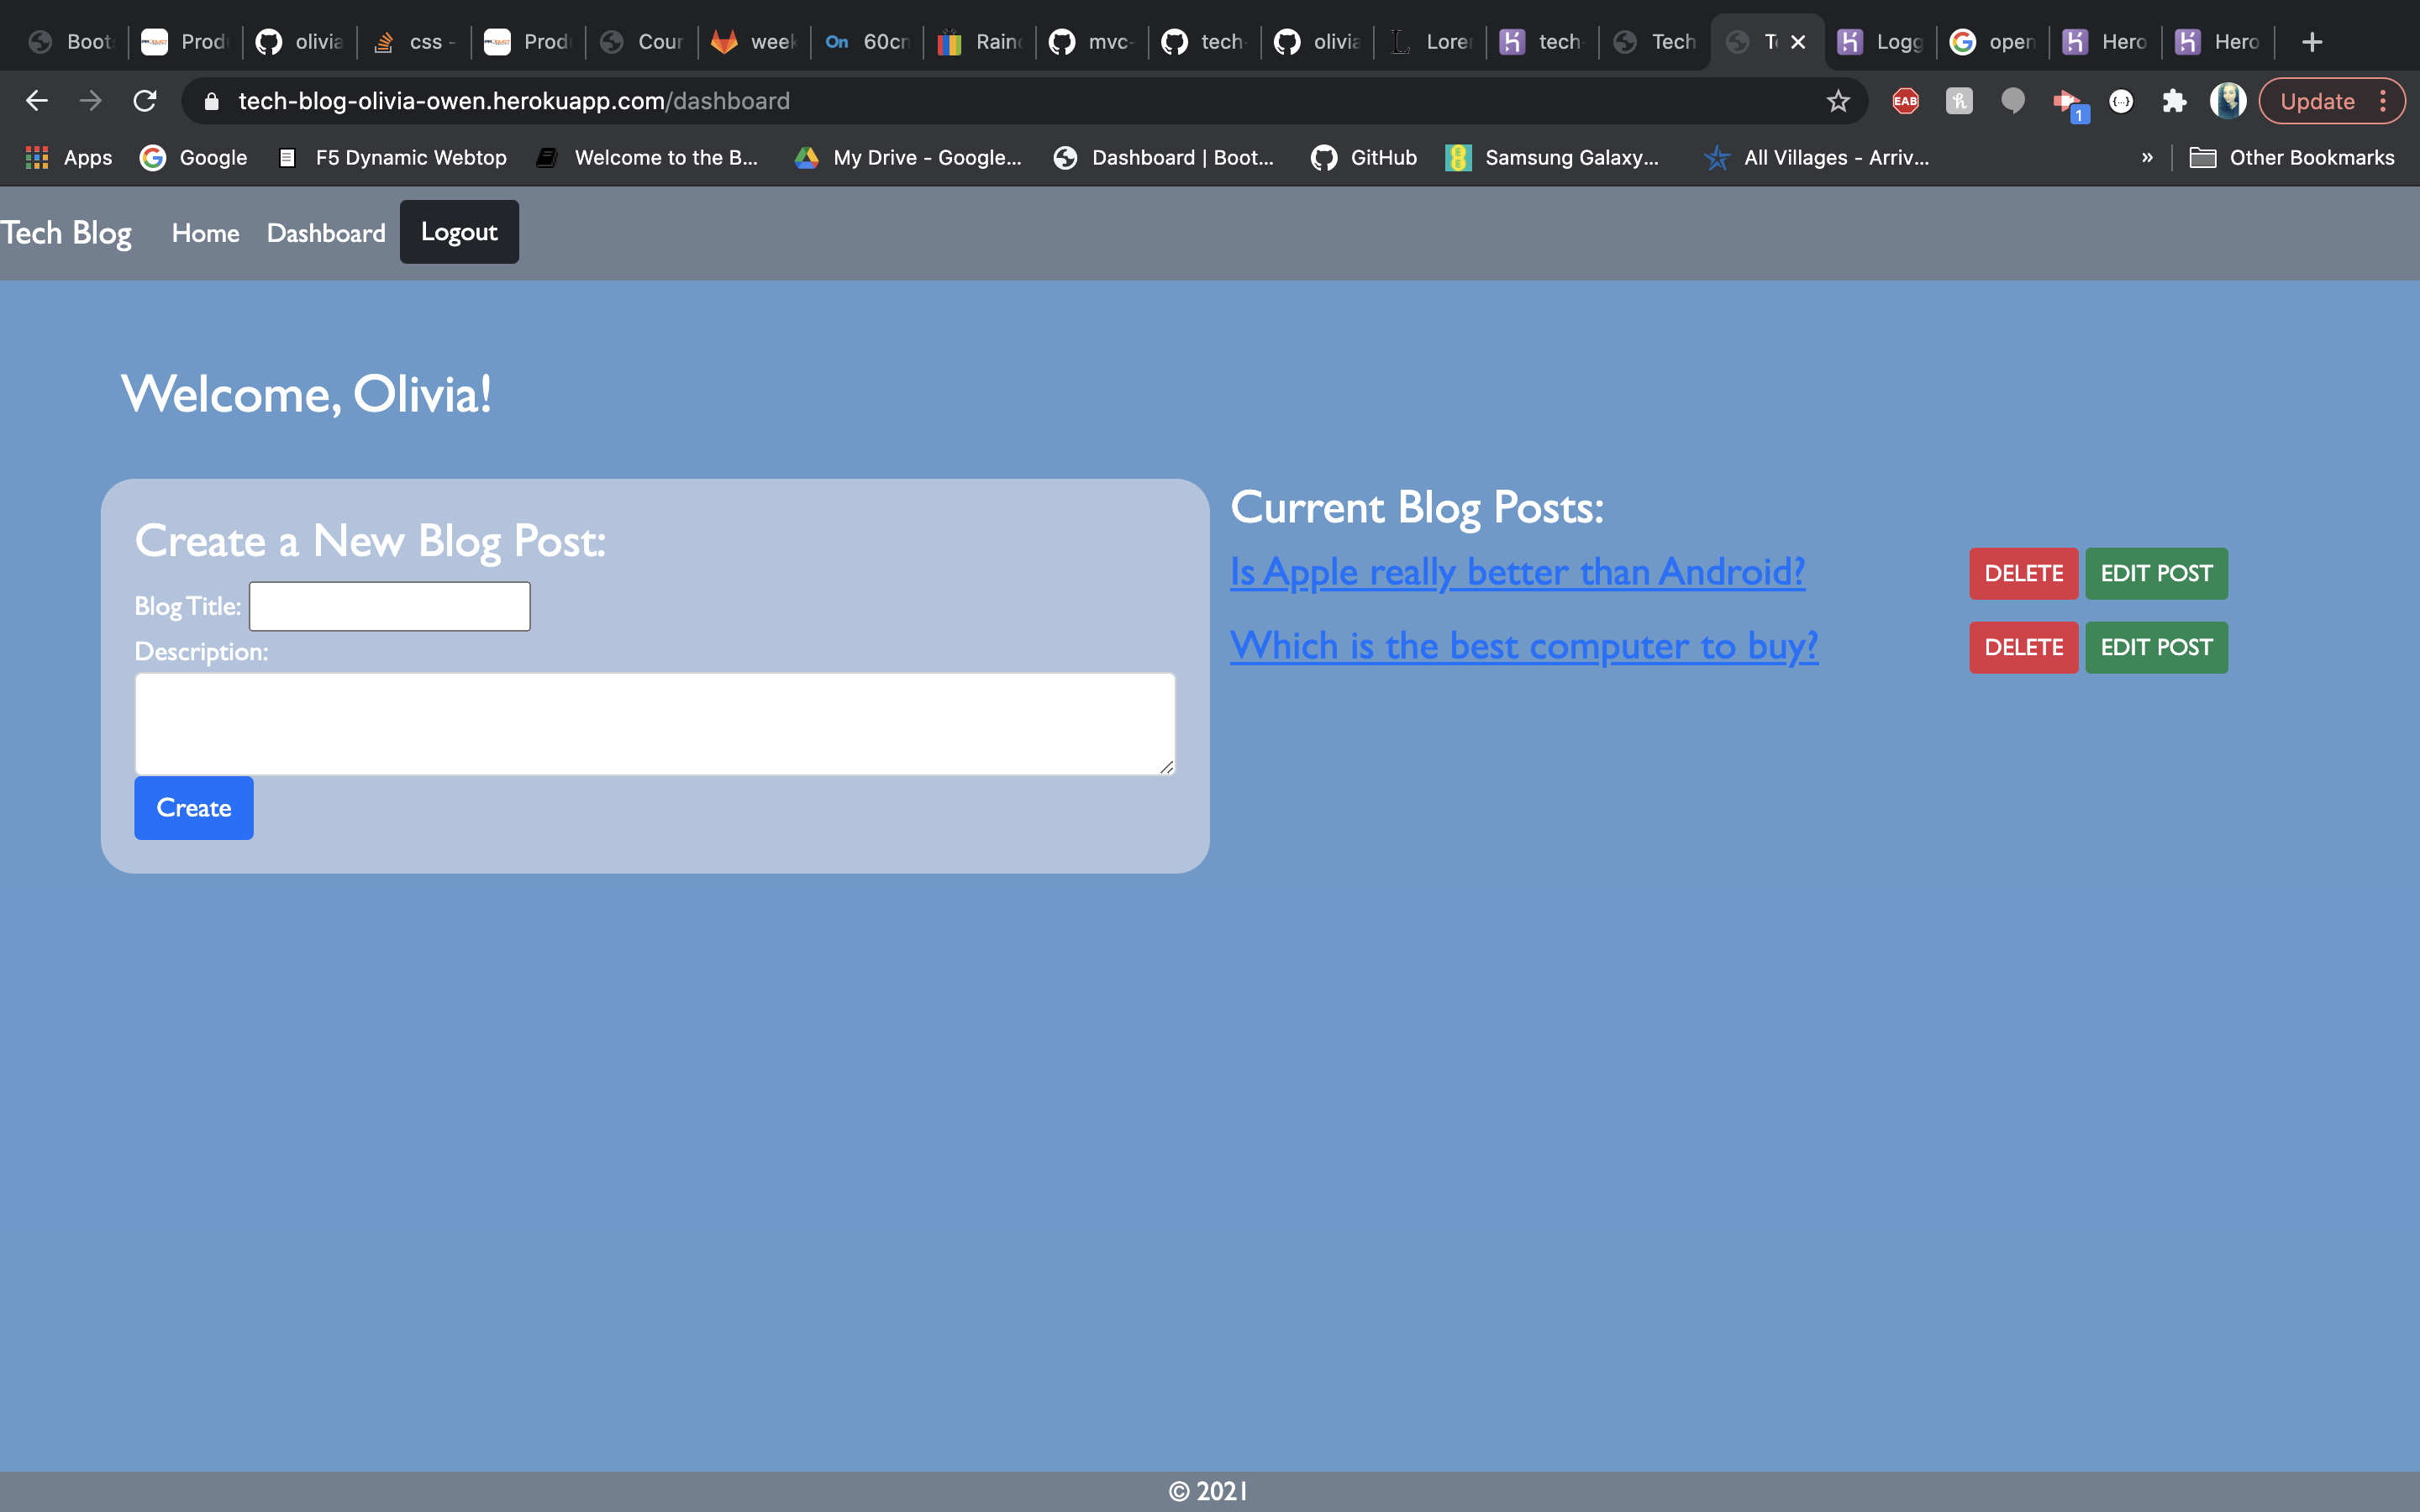 Boots Prod olivia css - Prod Cour week On 60cm Rain mvc- tech- olivia L Lore tech- Tech T Logg open Hero Hero
tech-blog-olivia-owen.herokuapp.com/dashboard EAB h 1 Update
Apps Google F5 Dynamic Webtop Welcome to the B... My Drive - Google... Dashboard | Boot... GitHub Samsung Galaxy... All Villages - Arriv... » Other Bookmarks
Tech Blog Home Dashboard Logout
Welcome, Olivia!
Create a New Blog Post:
Blog Title:
Description:
Create
Current Blog Posts:
Is Apple really better than Android? DELETE EDIT POST
Which is the best computer to buy? DELETE EDIT POST
© 2021